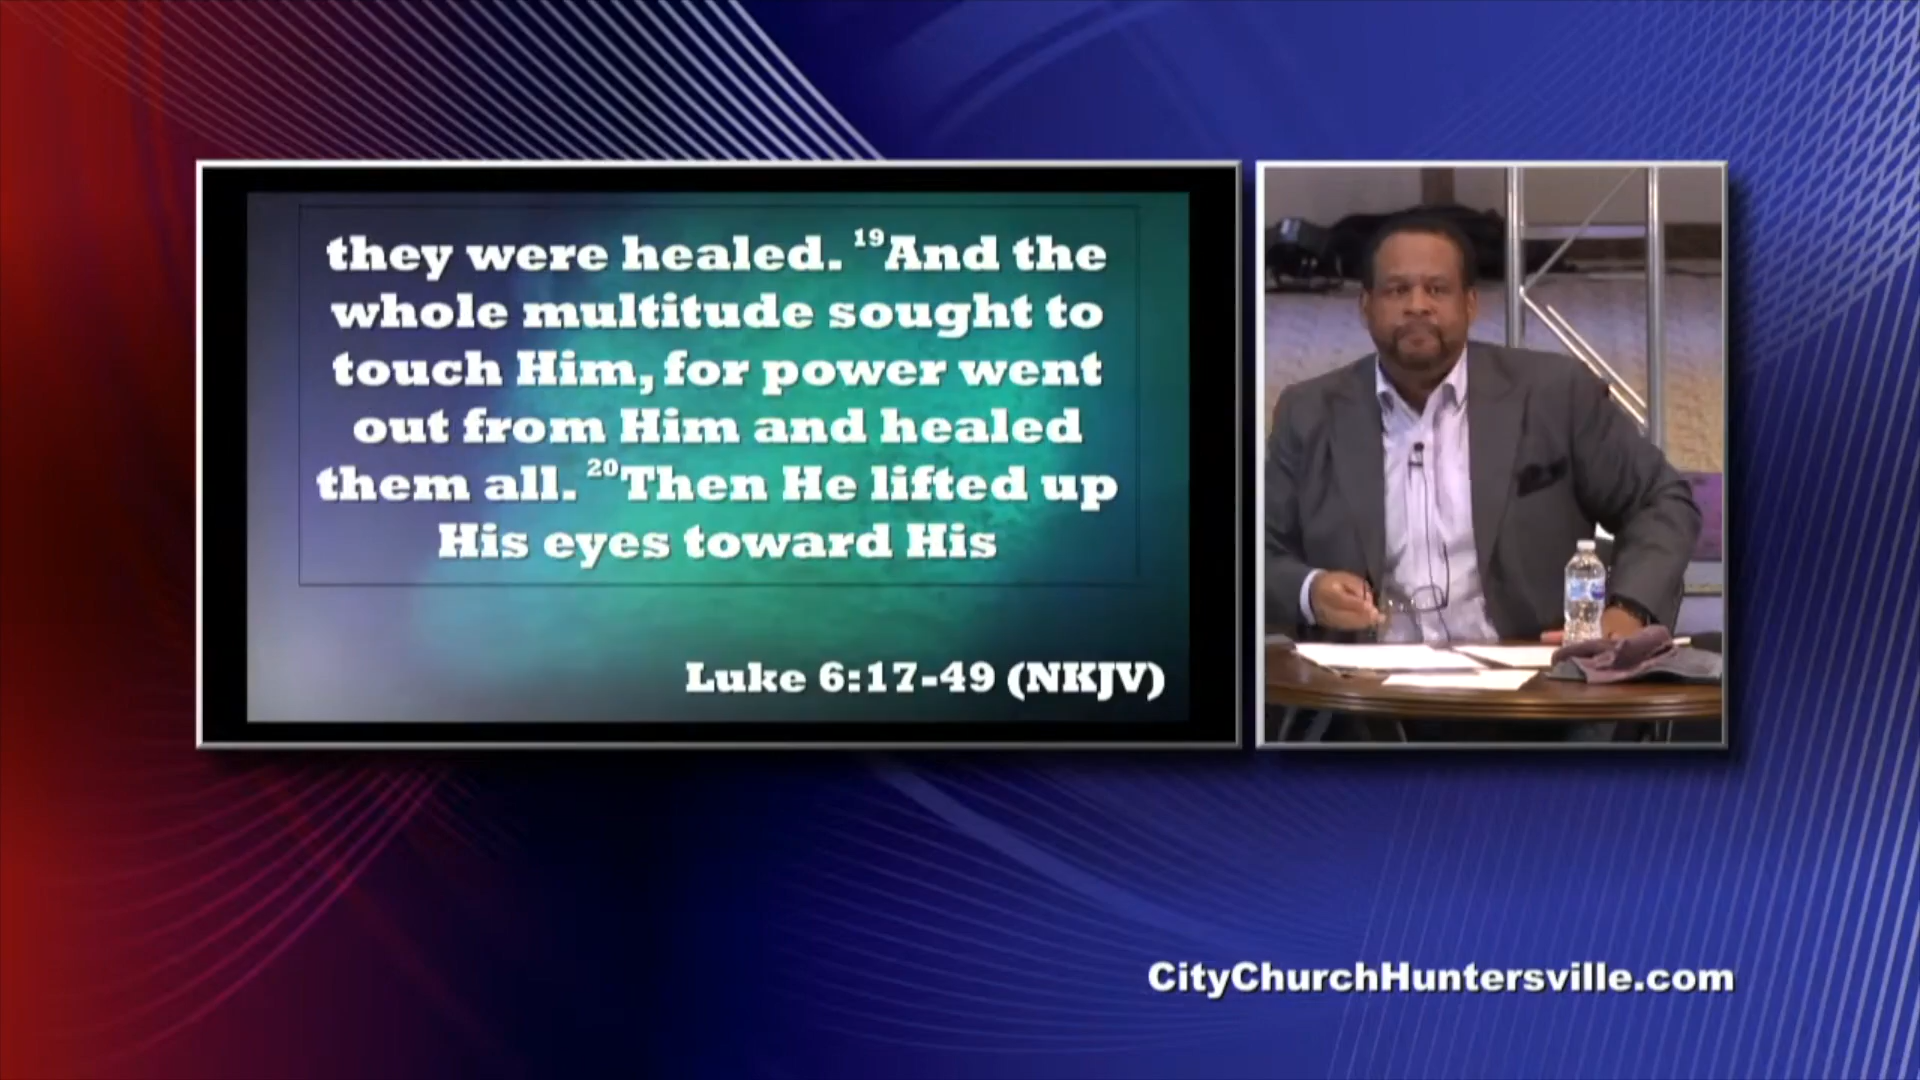 they were healed. ¹⁹And the
whole multitude sought to
touch Him, for power went
out from Him and healed
them all. ²⁰Then He lifted up
His eyes toward His
Luke 6:17-49 (NKJV)
CityChurchHuntersville.com